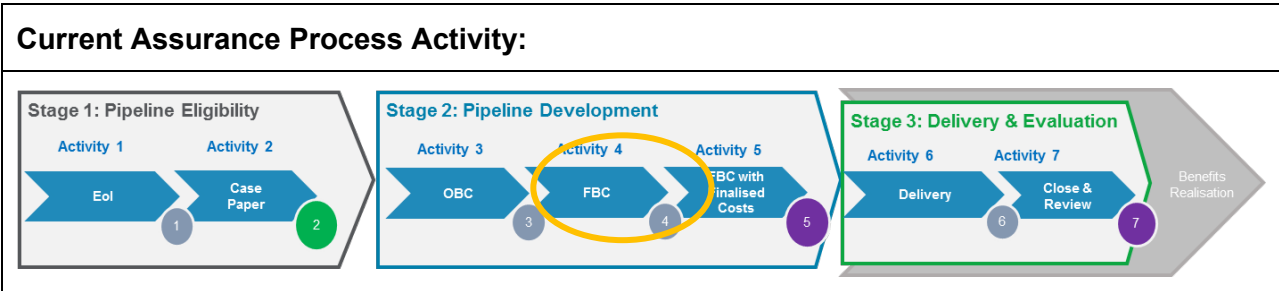 Current Assurance Process Activity:
Stage 1: Pipeline Eligibility
Activity 1
Activity 2
EoI
Case
Paper
1
2
Stage 2: Pipeline Development
Activity 3
Activity 4
Activity 5
OBC
FBC
FBC with
Finalised
Costs
3
4
5
Stage 3: Delivery & Evaluation
Activity 6
Activity 7
Delivery
Close &
Review
6
7
Benefits
Realisation